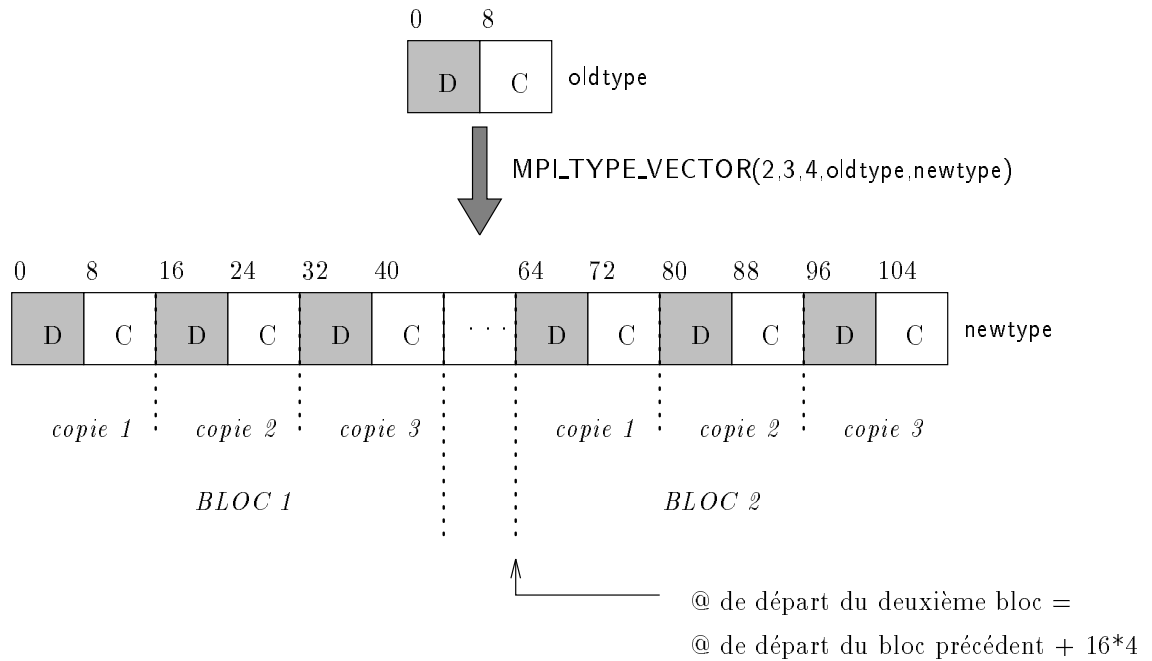 0 8
D C oldtype
MPI_TYPE_VECTOR(2,3,4,oldtype,newtype)
0 8 16 24 32 40 64 72 80 88 96 104
D C D C D C . . . D C D C D C newtype
copie 1 copie 2 copie 3 copie 1 copie 2 copie 3
BLOC 1 BLOC 2
@ de départ du deuxième bloc =
@ de départ du bloc précédent + 16*4